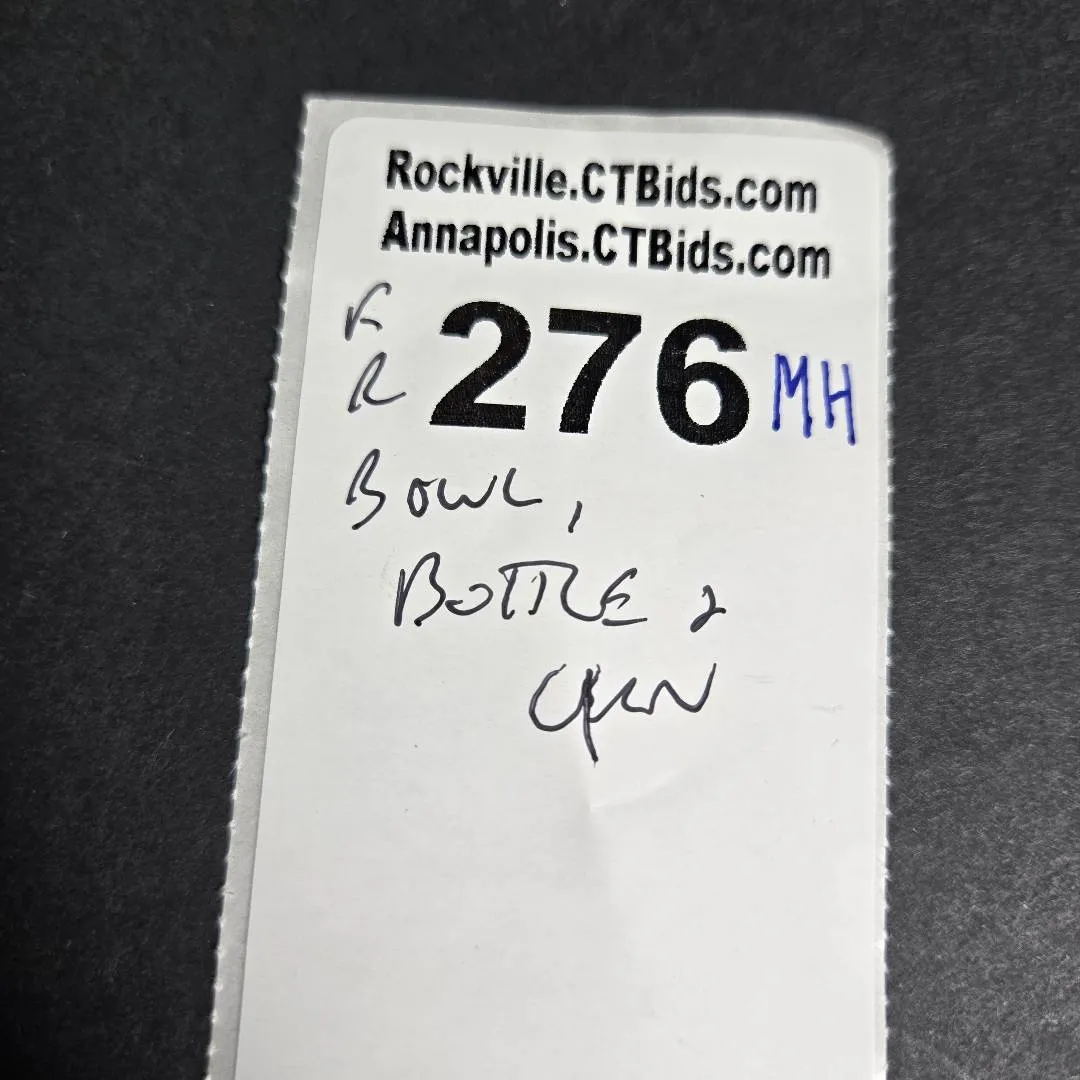 Rockville.CTBids.com
Annapolis.CTBids.com
F
R 276 MH
BOWL,
BOTTLE &